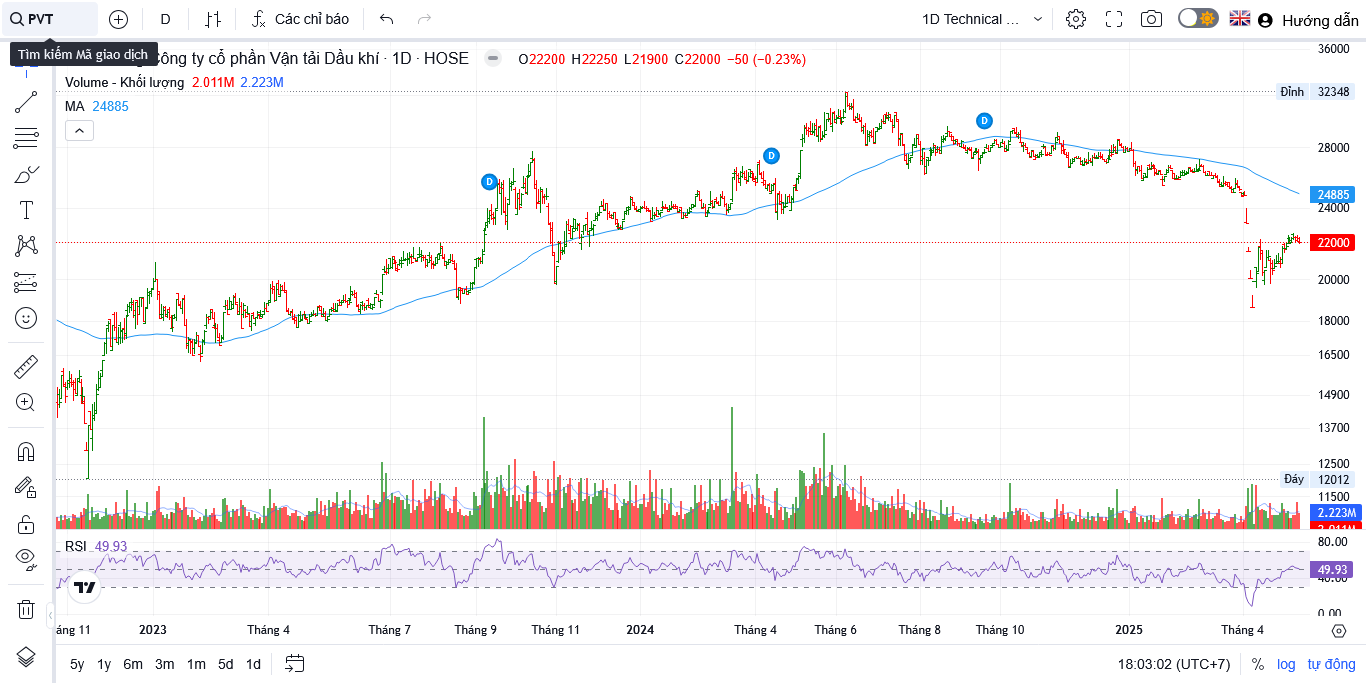 PVT
D
Các chỉ báo
1D Technical ...
Hướng dẫn
Tìm kiếm Mã giao dịch
Công ty cổ phần Vận tải Dầu khí · 1D · HOSE
O22200 H22250 L21900 C22000 −50 (−0.23%)
Volume - Khối lượng 2.011M 2.223M
MA 24885
36000
Đỉnh 32348
28000
24885
24000
22000
20000
18000
16500
14900
13700
12500
Đáy 12012
11500
2.223M
2.011M
D
D
D
RSI 49.93
80.00
49.93
40.00
0.00
áng 11 2023 Tháng 4 Tháng 7 Tháng 9 Tháng 11 2024 Tháng 4 Tháng 6 Tháng 8 Tháng 10 2025 Tháng 4
5y 1y 6m 3m 1m 5d 1d
18:03:02 (UTC+7) % log tự động